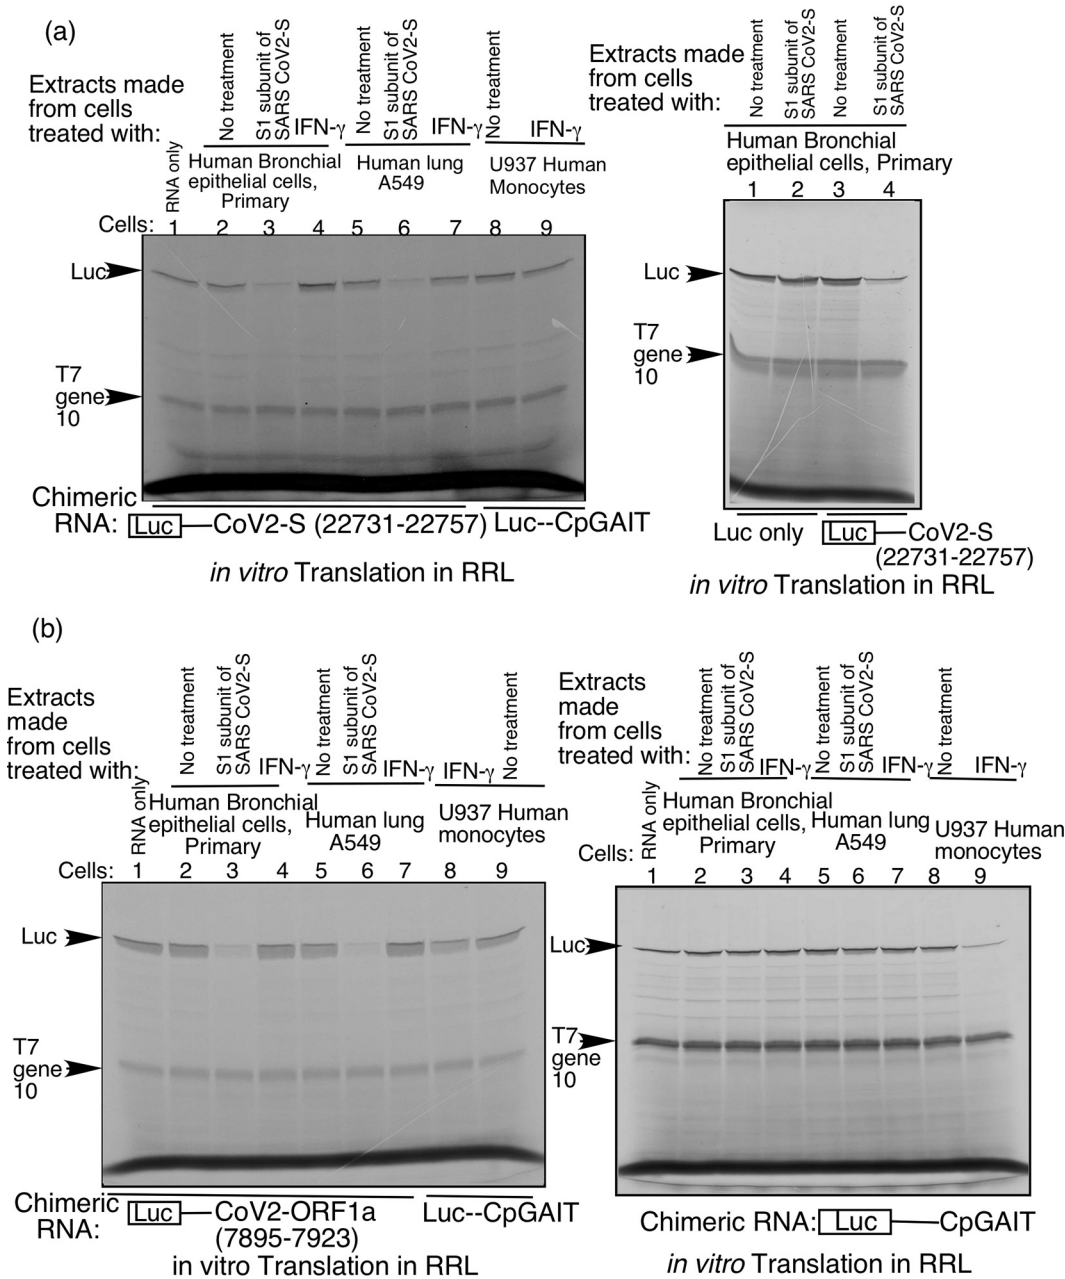 (a)
Extracts made
from cells
treated with:
RNA only
No treatment
S1 subunit of
SARS CoV2-S
IFN-γ
No treatment
S1 subunit of
SARS CoV2-S
IFN-γ
No treatment
IFN-γ
Human Bronchial
epithelial cells,
Primary
Human lung
A549
U937 Human
Monocytes
Cells: 1 2 3 4 5 6 7 8 9
Luc
T7
gene
10
Chimeric
RNA: Luc CoV2-S (22731-22757) Luc--CpGAIT
in vitro Translation in RRL
Extracts made
from cells
treated with:
No treatment
S1 subunit of
SARS CoV2-S
No treatment
S1 subunit of
SARS CoV2-S
Human Bronchial
epithelial cells, Primary
1 2 3 4
Luc
T7
gene
10
Luc only Luc CoV2-S
(22731-22757)
in vitro Translation in RRL
(b)
Extracts
made
from cells
treated with:
RNA only
No treatment
S1 subunit of
SARS CoV2-S
IFN-γ
No treatment
S1 subunit of
SARS CoV2-S
IFN-γ
IFN-γ
No treatment
Human Bronchial
epithelial cells,
Primary
Human lung
A549
U937 Human
monocytes
Cells: 1 2 3 4 5 6 7 8 9
Luc
T7
gene
10
Chimeric
RNA: Luc CoV2-ORF1a
(7895-7923)
Luc--CpGAIT
in vitro Translation in RRL
Extracts
made
from cells
treated with:
RNA only
No treatment
S1 subunit of
SARS CoV2-S
IFN-γ
No treatment
S1 subunit of
SARS CoV2-S
IFN-γ
No treatment
IFN-γ
Human Bronchial
epithelial cells,
Primary
Human lung
A549
U937 Human
monocytes
Cells: 1 2 3 4 5 6 7 8 9
Luc
T7
gene
10
Chimeric RNA: Luc CpGAIT
in vitro Translation in RRL